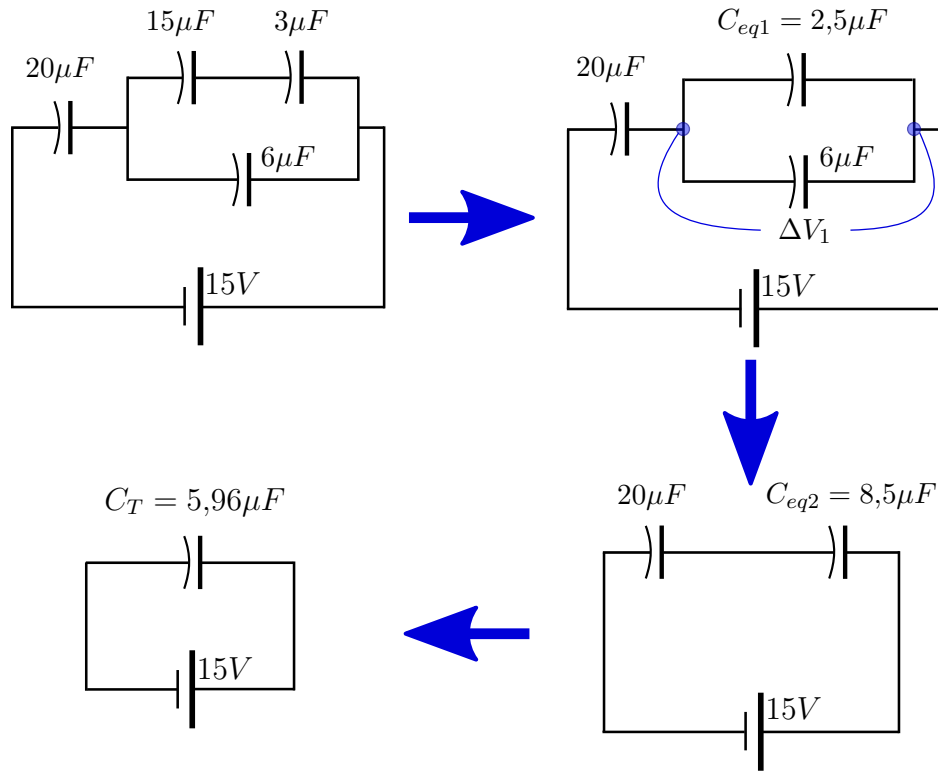 15μF 3μF
20μF
6μF
15V
C_{eq1} = 2,5μF
20μF
6μF
ΔV_1
15V
20μF C_{eq2} = 8,5μF
15V
C_T = 5,96μF
15V